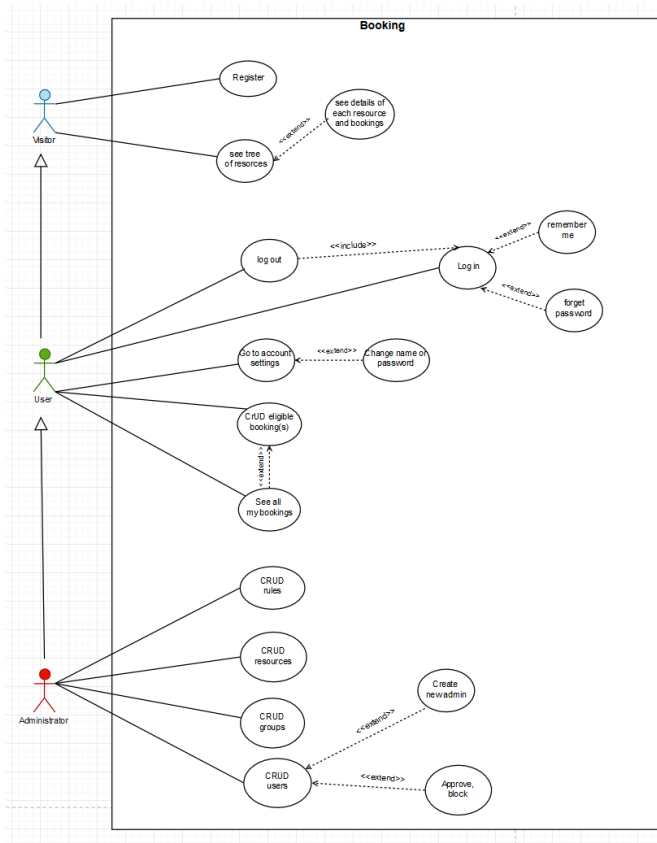 Booking
Register
see details of
each resource
and bookings
<<extend>>
Visitor
see tree
of resorces
remember
me
<<extend>>
<<include>>
log out
Log in
<<extend>>
forget
password
Go to account
settings
<<extend>>
Change name or
password
User
CrUD eligible
booking(s)
<<extend>>
See all
my bookings
CRUD
rules
CRUD
resources
Create
new admin
Administrator
CRUD
groups
<<extend>>
CRUD
users
<<extend>>
Approve,
block